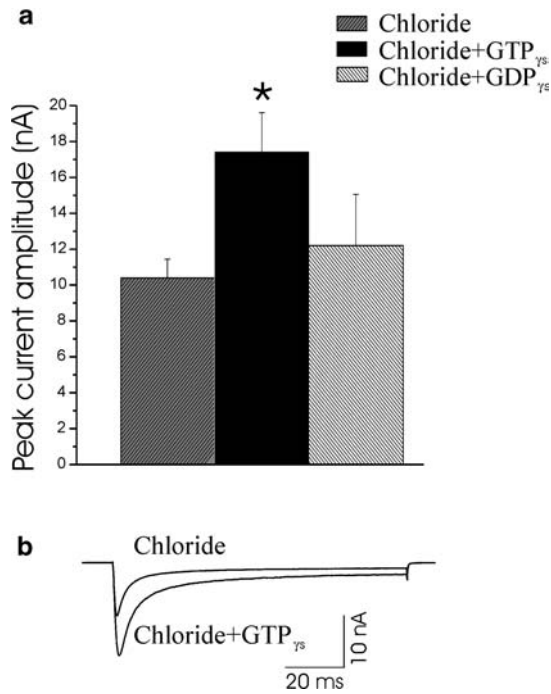 a
Chloride
Chloride+GTPγs
Chloride+GDPγs
*
Peak current amplitude (nA)
20
18
16
14
12
10
8
6
4
2
0
b
Chloride
Chloride+GTPγs
10 nA
20 ms